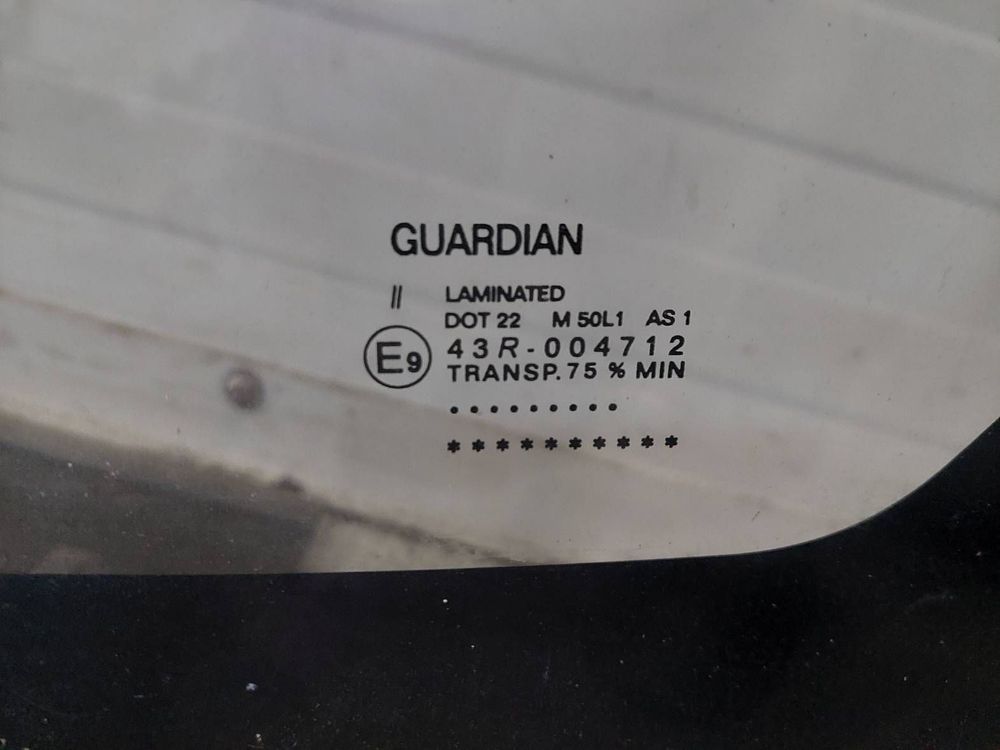 GUARDIAN
II LAMINATED
DOT 22 M 50L1 AS 1
E9 43R-004712
TRANSP. 75 % MIN
. . . . . . . . .
* * * * * * * * * *